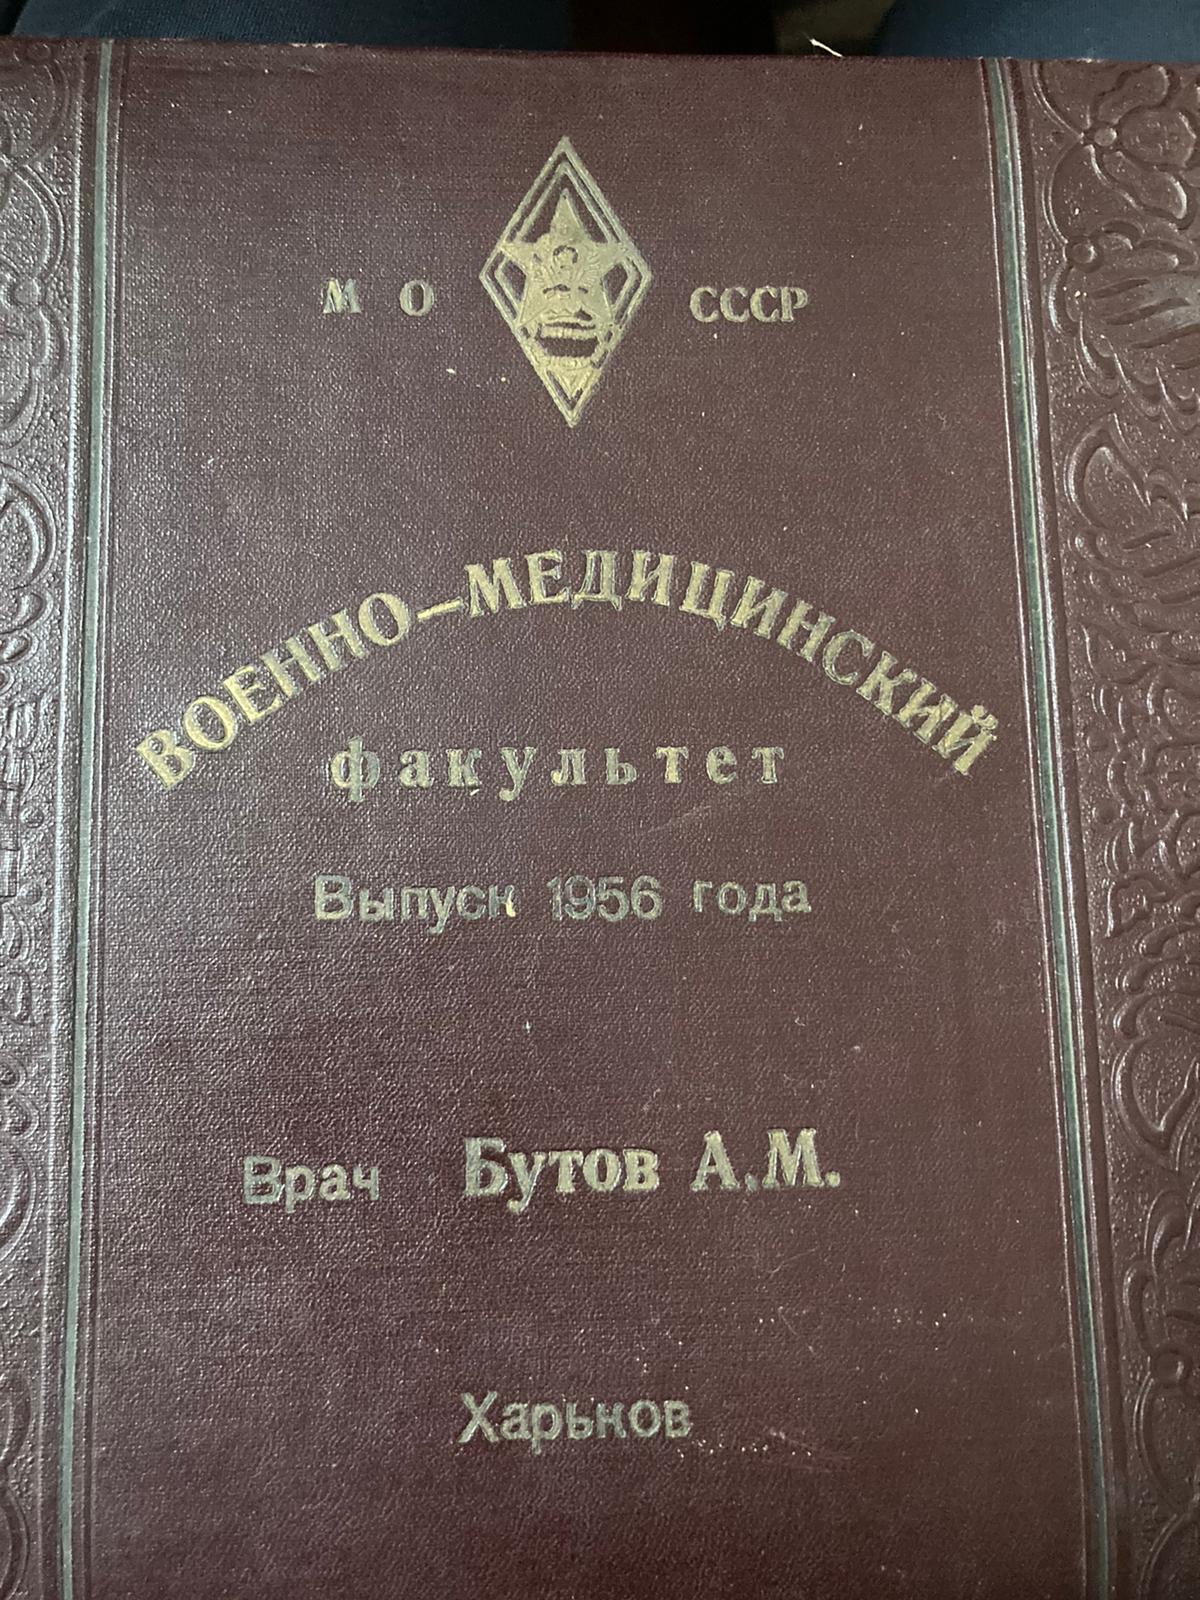 М О СССР
ВОЕННО-МЕДИЦИНСКИЙ
факультет
Выпуск 1956 года
Врач Бутов А.М.
Харьков